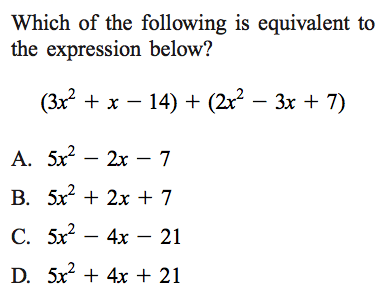 Which of the following is equivalent to
the expression below?
(3x² + x − 14) + (2x² − 3x + 7)
A. 5x² − 2x − 7
B. 5x² + 2x + 7
C. 5x² − 4x − 21
D. 5x² + 4x + 21